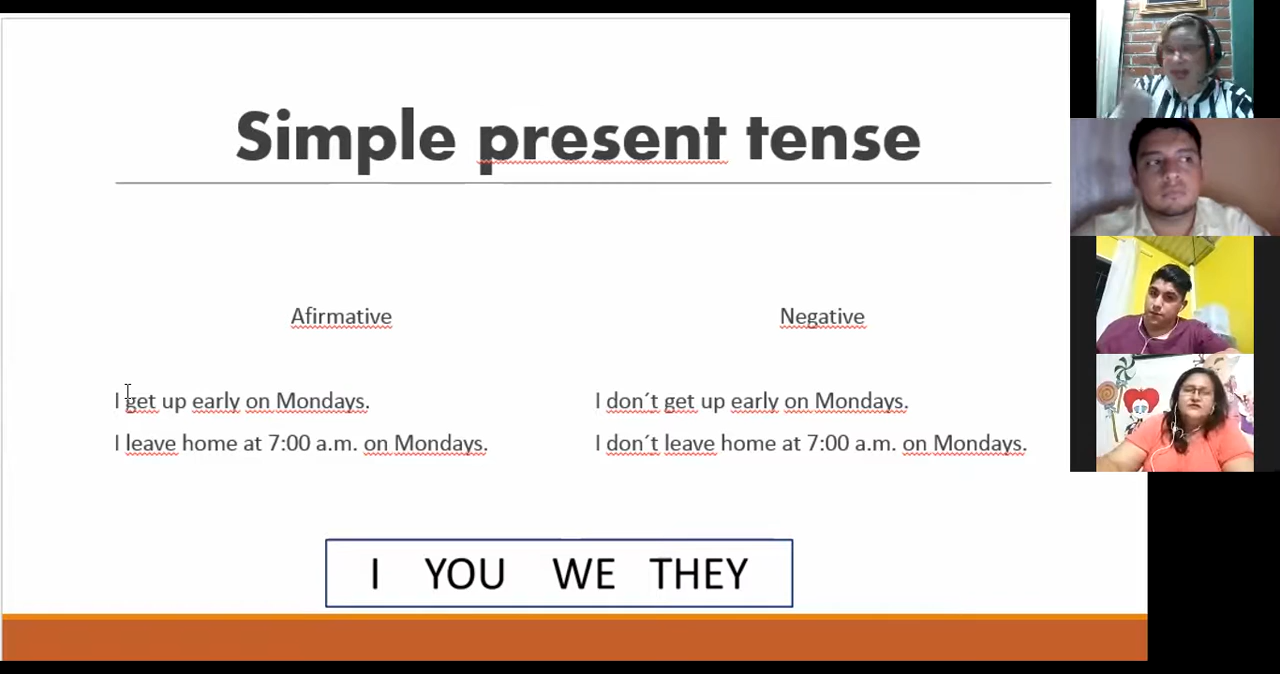 Simple present tense
Afirmative
Negative
I get up early on Mondays.
I don´t get up early on Mondays.
I leave home at 7:00 a.m. on Mondays.
I don´t leave home at 7:00 a.m. on Mondays.
I YOU WE THEY